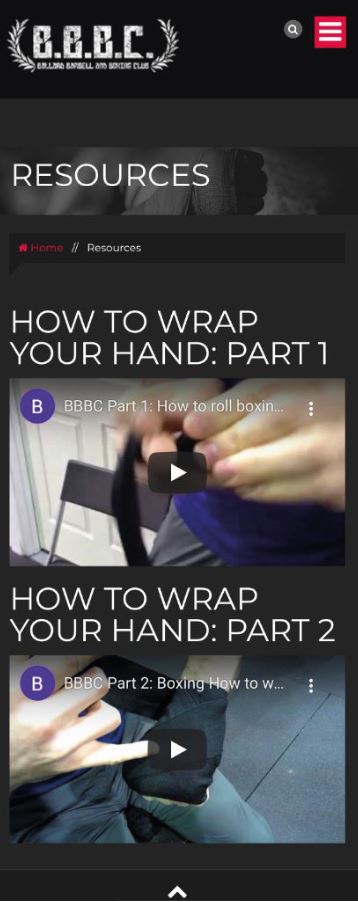 B.B.B.C.
BALLARD BARBELL AND BOXING CLUB
RESOURCES
Home // Resources
HOW TO WRAP
YOUR HAND: PART 1
B BBBC Part 1: How to roll boxin...
HOW TO WRAP
YOUR HAND: PART 2
B BBBC Part 2: Boxing How to w...